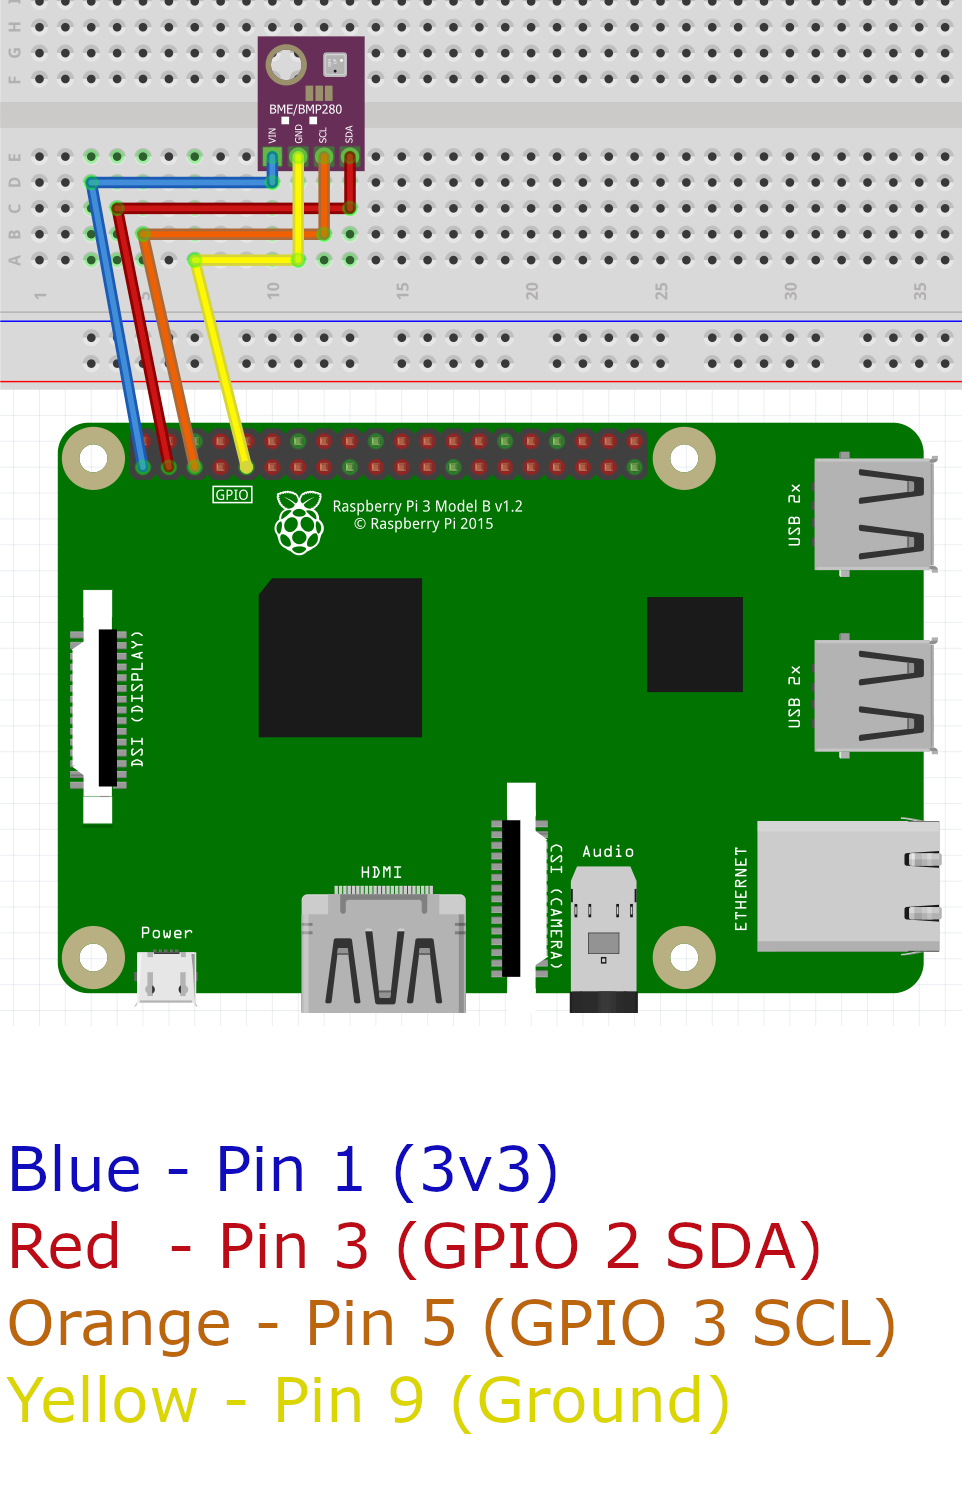 H
G
F
BME/BMP280
VIN GND SCL SDA
E
D
C
B
A
1 5 10 15 20 25 30 35
GPIO
Raspberry Pi 3 Model B v1.2
© Raspberry Pi 2015
USB 2x
DSI (DISPLAY)
USB 2x
Audio
ETHERNET
CSI (CAMERA)
HDMI
Power
Blue - Pin 1 (3v3)
Red - Pin 3 (GPIO 2 SDA)
Orange - Pin 5 (GPIO 3 SCL)
Yellow - Pin 9 (Ground)